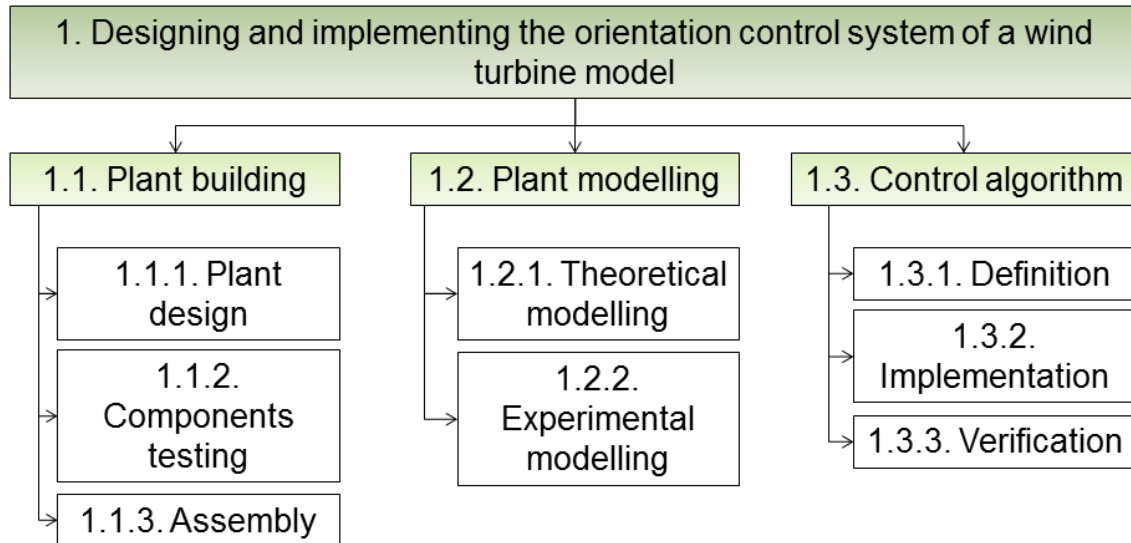 1. Designing and implementing the orientation control system of a wind
turbine model
1.1. Plant building
1.1.1. Plant
design
1.1.2.
Components
testing
1.1.3. Assembly
1.2. Plant modelling
1.2.1. Theoretical
modelling
1.2.2.
Experimental
modelling
1.3. Control algorithm
1.3.1. Definition
1.3.2.
Implementation
1.3.3. Verification